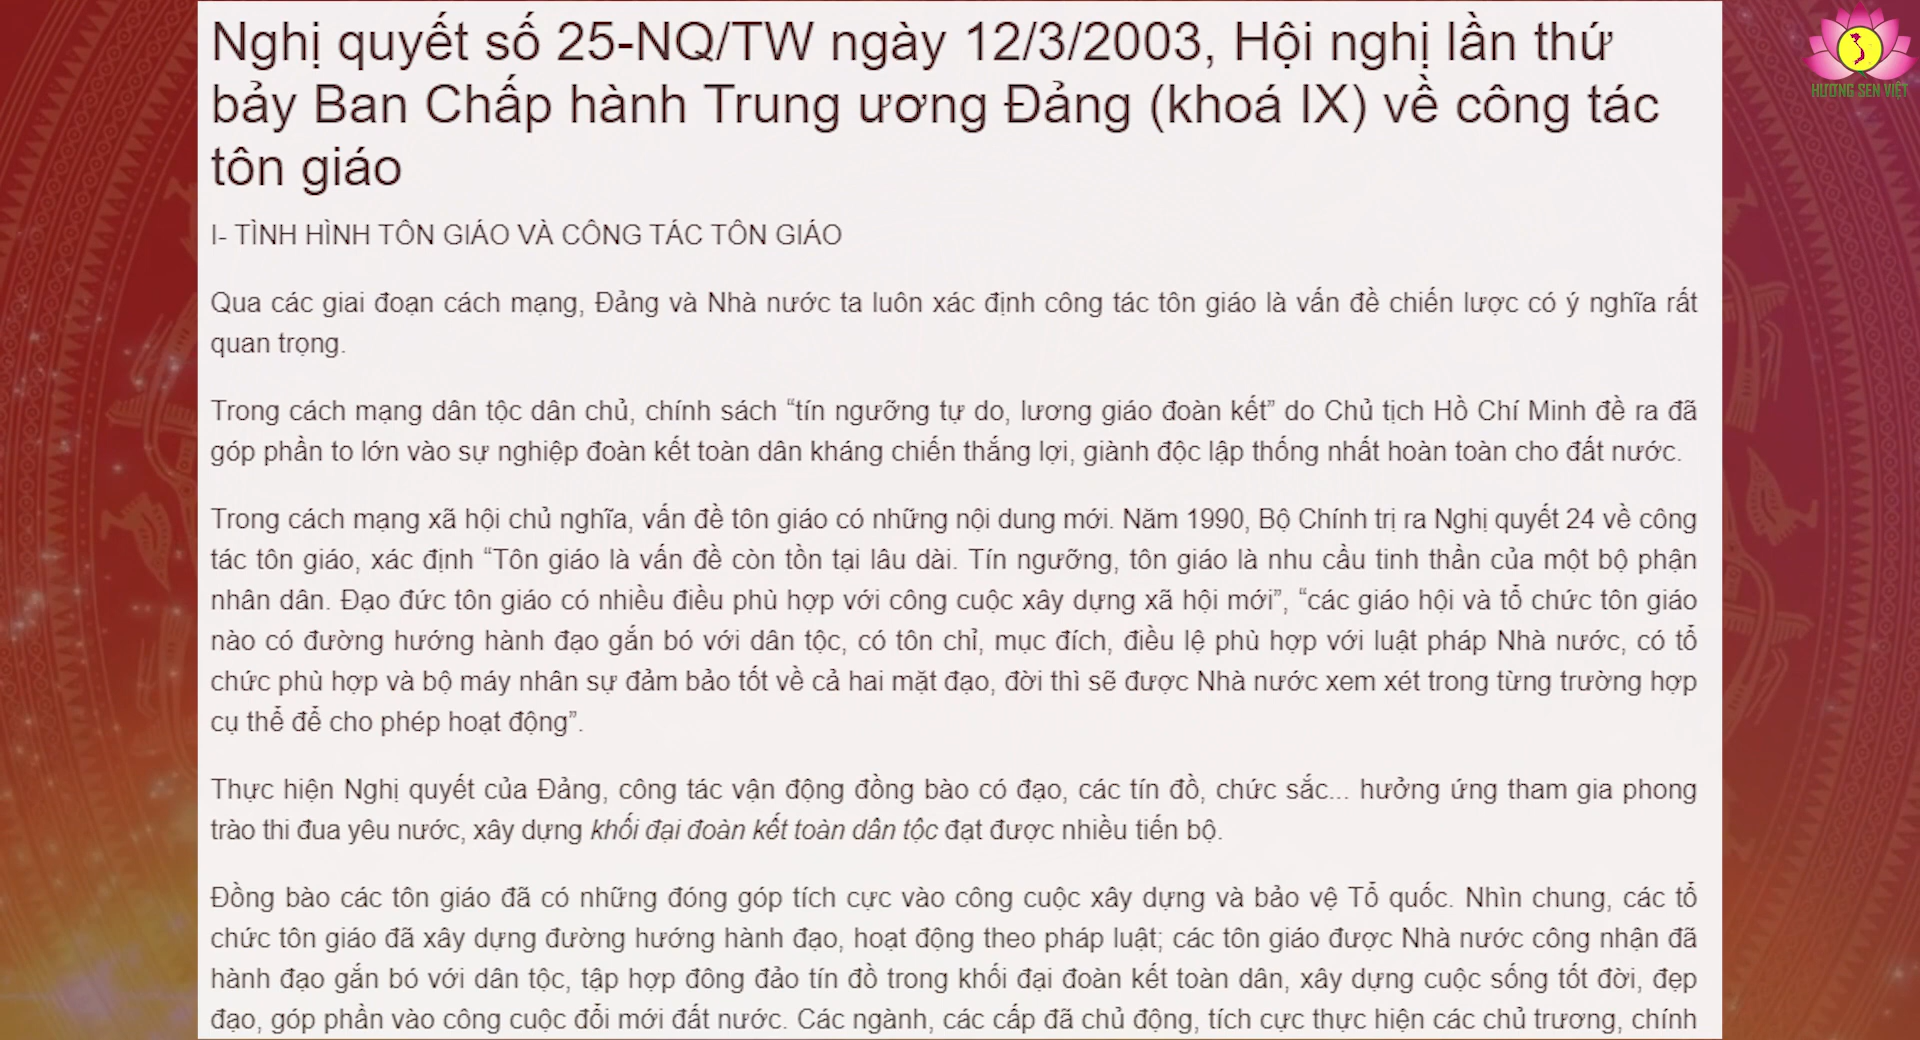 Nghị quyết số 25-NQ/TW ngày 12/3/2003, Hội nghị lần thứ
bảy Ban Chấp hành Trung ương Đảng (khoá IX) về công tác
tôn giáo
HƯƠNG SEN VIỆT
I- TÌNH HÌNH TÔN GIÁO VÀ CÔNG TÁC TÔN GIÁO
Qua các giai đoạn cách mạng, Đảng và Nhà nước ta luôn xác định công tác tôn giáo là vấn đề chiến lược có ý nghĩa rất
quan trọng.
Trong cách mạng dân tộc dân chủ, chính sách “tín ngưỡng tự do, lương giáo đoàn kết” do Chủ tịch Hồ Chí Minh đề ra đã
góp phần to lớn vào sự nghiệp đoàn kết toàn dân kháng chiến thắng lợi, giành độc lập thống nhất hoàn toàn cho đất nước.
Trong cách mạng xã hội chủ nghĩa, vấn đề tôn giáo có những nội dung mới. Năm 1990, Bộ Chính trị ra Nghị quyết 24 về công
tác tôn giáo, xác định “Tôn giáo là vấn đề còn tồn tại lâu dài. Tín ngưỡng, tôn giáo là nhu cầu tinh thần của một bộ phận
nhân dân. Đạo đức tôn giáo có nhiều điều phù hợp với công cuộc xây dựng xã hội mới”, “các giáo hội và tổ chức tôn giáo
nào có đường hướng hành đạo gắn bó với dân tộc, có tôn chỉ, mục đích, điều lệ phù hợp với luật pháp Nhà nước, có tổ
chức phù hợp và bộ máy nhân sự đảm bảo tốt về cả hai mặt đạo, đời thì sẽ được Nhà nước xem xét trong từng trường hợp
cụ thể để cho phép hoạt động”.
Thực hiện Nghị quyết của Đảng, công tác vận động đồng bào có đạo, các tín đồ, chức sắc... hưởng ứng tham gia phong
trào thi đua yêu nước, xây dựng khối đại đoàn kết toàn dân tộc đạt được nhiều tiến bộ.
Đồng bào các tôn giáo đã có những đóng góp tích cực vào công cuộc xây dựng và bảo vệ Tổ quốc. Nhìn chung, các tổ
chức tôn giáo đã xây dựng đường hướng hành đạo, hoạt động theo pháp luật; các tôn giáo được Nhà nước công nhận đã
hành đạo gắn bó với dân tộc, tập hợp đông đảo tín đồ trong khối đại đoàn kết toàn dân, xây dựng cuộc sống tốt đời, đẹp
đạo, góp phần vào công cuộc đổi mới đất nước. Các ngành, các cấp đã chủ động, tích cực thực hiện các chủ trương, chính